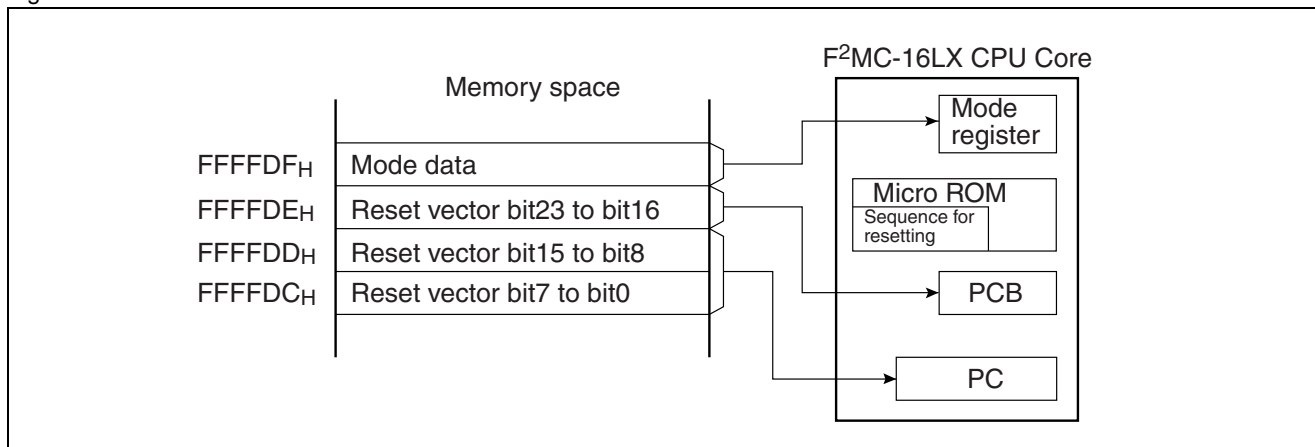 F²MC-16LX CPU Core
Memory space
Mode
register
FFFFDFH Mode data
FFFFDEH Reset vector bit23 to bit16
FFFFDDH Reset vector bit15 to bit8
FFFFDCH Reset vector bit7 to bit0
Micro ROM
Sequence for
resetting
PCB
PC